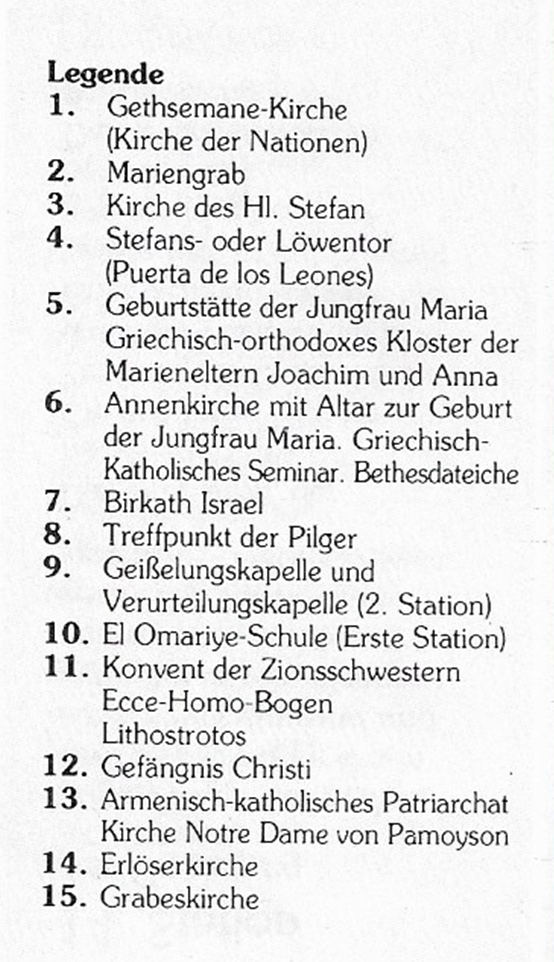 Legende
1. Gethsemane-Kirche
(Kirche der Nationen)
2. Mariengrab
3. Kirche des Hl. Stefan
4. Stefans- oder Löwentor
(Puerta de los Leones)
5. Geburtstätte der Jungfrau Maria
Griechisch-orthodoxes Kloster der
Marieneltern Joachim und Anna
6. Annenkirche mit Altar zur Geburt
der Jungfrau Maria. Griechisch-
Katholisches Seminar. Bethesdateiche
7. Birkath Israel
8. Treffpunkt der Pilger
9. Geißelungskapelle und
Verurteilungskapelle (2. Station)
10. El Omariye-Schule (Erste Station)
11. Konvent der Zionsschwestern
Ecce-Homo-Bogen
Lithostrotos
12. Gefängnis Christi
13. Armenisch-katholisches Patriarchat
Kirche Notre Dame von Pamoyson
14. Erlöserkirche
15. Grabeskirche